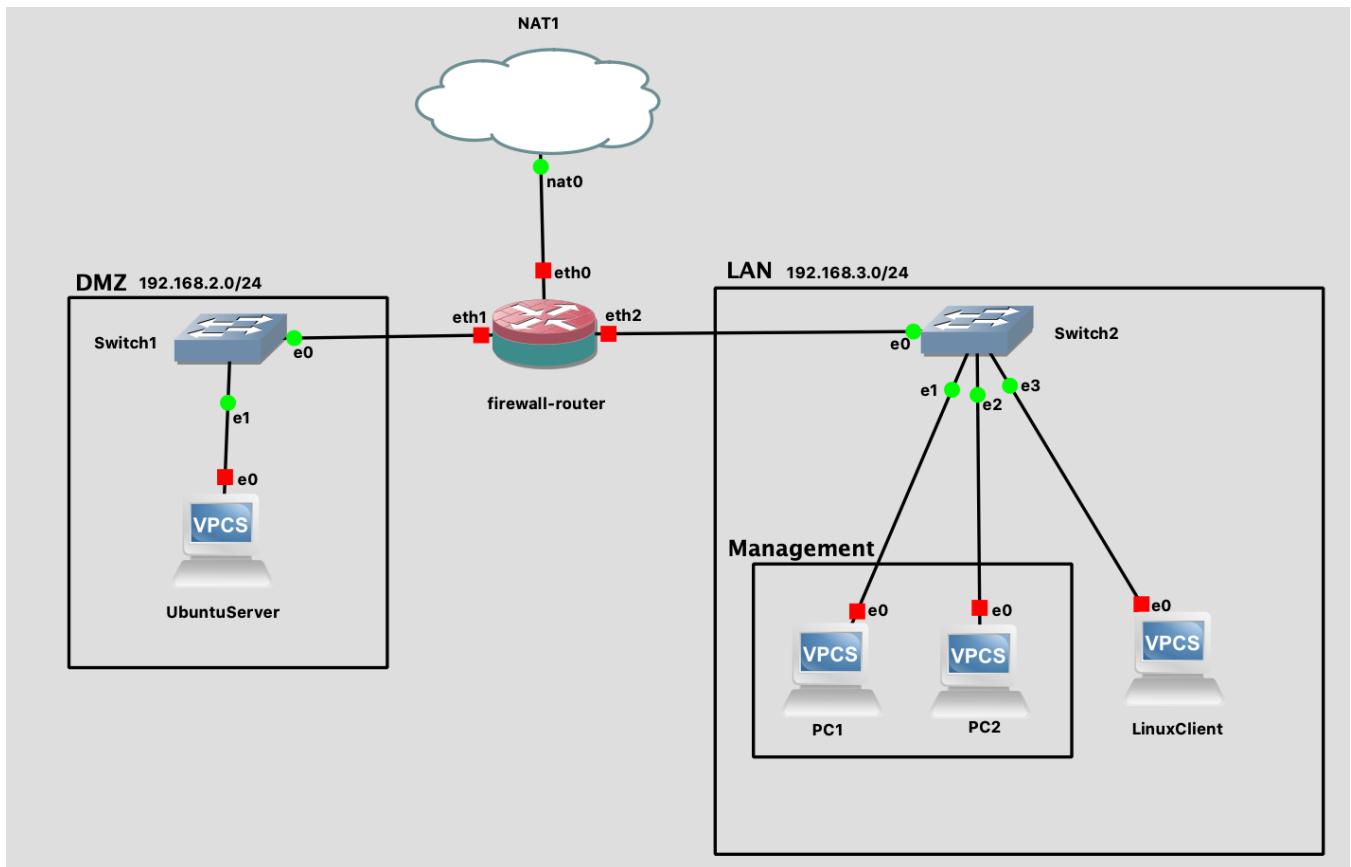 NAT1
nat0
eth0
DMZ 192.168.2.0/24
LAN 192.168.3.0/24
eth1
eth2
Switch1
e0
e0
Switch2
firewall-router
e1
e2
e3
e1
e0
VPCS
UbuntuServer
Management
e0
e0
e0
VPCS
VPCS
VPCS
PC1
PC2
LinuxClient